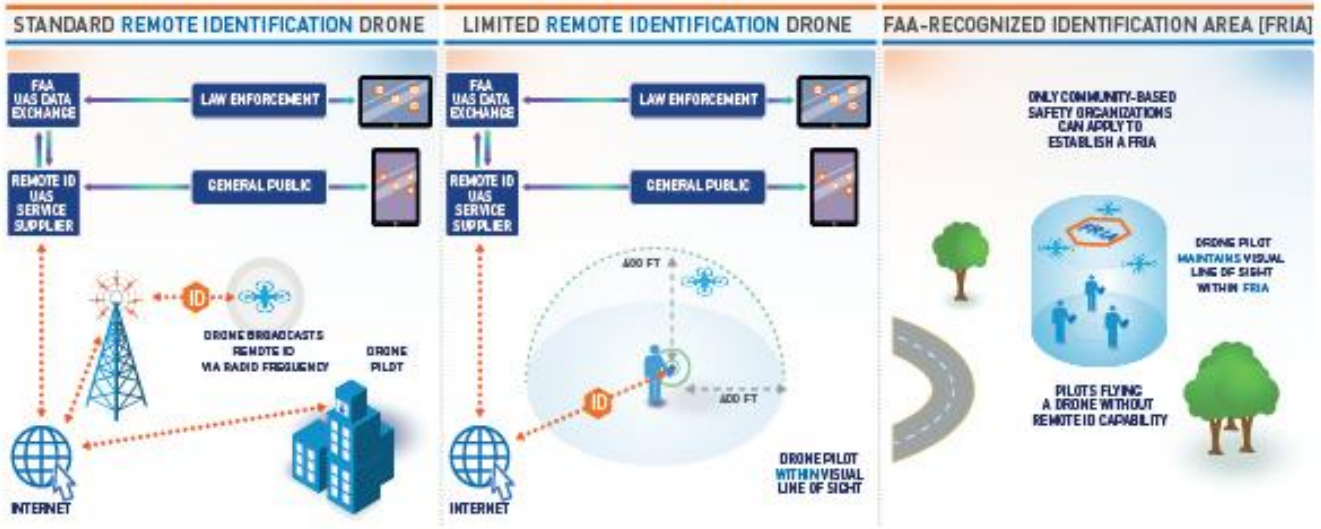 STANDARD REMOTE IDENTIFICATION DRONE
FAA
UAS DATA
EXCHANGE
LAW ENFORCEMENT
REMOTE ID
UAS
SERVICE
SUPPLIER
GENERAL PUBLIC
ID
DRONE BROADCASTS
REMOTE ID
VIA RADIO FREQUENCY
DRONE
PILOT
INTERNET
LIMITED REMOTE IDENTIFICATION DRONE
FAA
UAS DATA
EXCHANGE
LAW ENFORCEMENT
REMOTE ID
UAS
SERVICE
SUPPLIER
GENERAL PUBLIC
400 FT
400 FT
ID
DRONE PILOT
WITHIN VISUAL
LINE OF SIGHT
INTERNET
FAA-RECOGNIZED IDENTIFICATION AREA [FRIA]
ONLY COMMUNITY-BASED
SAFETY ORGANIZATIONS
CAN APPLY TO
ESTABLISH A FRIA
FRIA
DRONE PILOT
MAINTAINS VISUAL
LINE OF SIGHT
WITHIN FRIA
PILOTS FLYING
A DRONE WITHOUT
REMOTE ID CAPABILITY